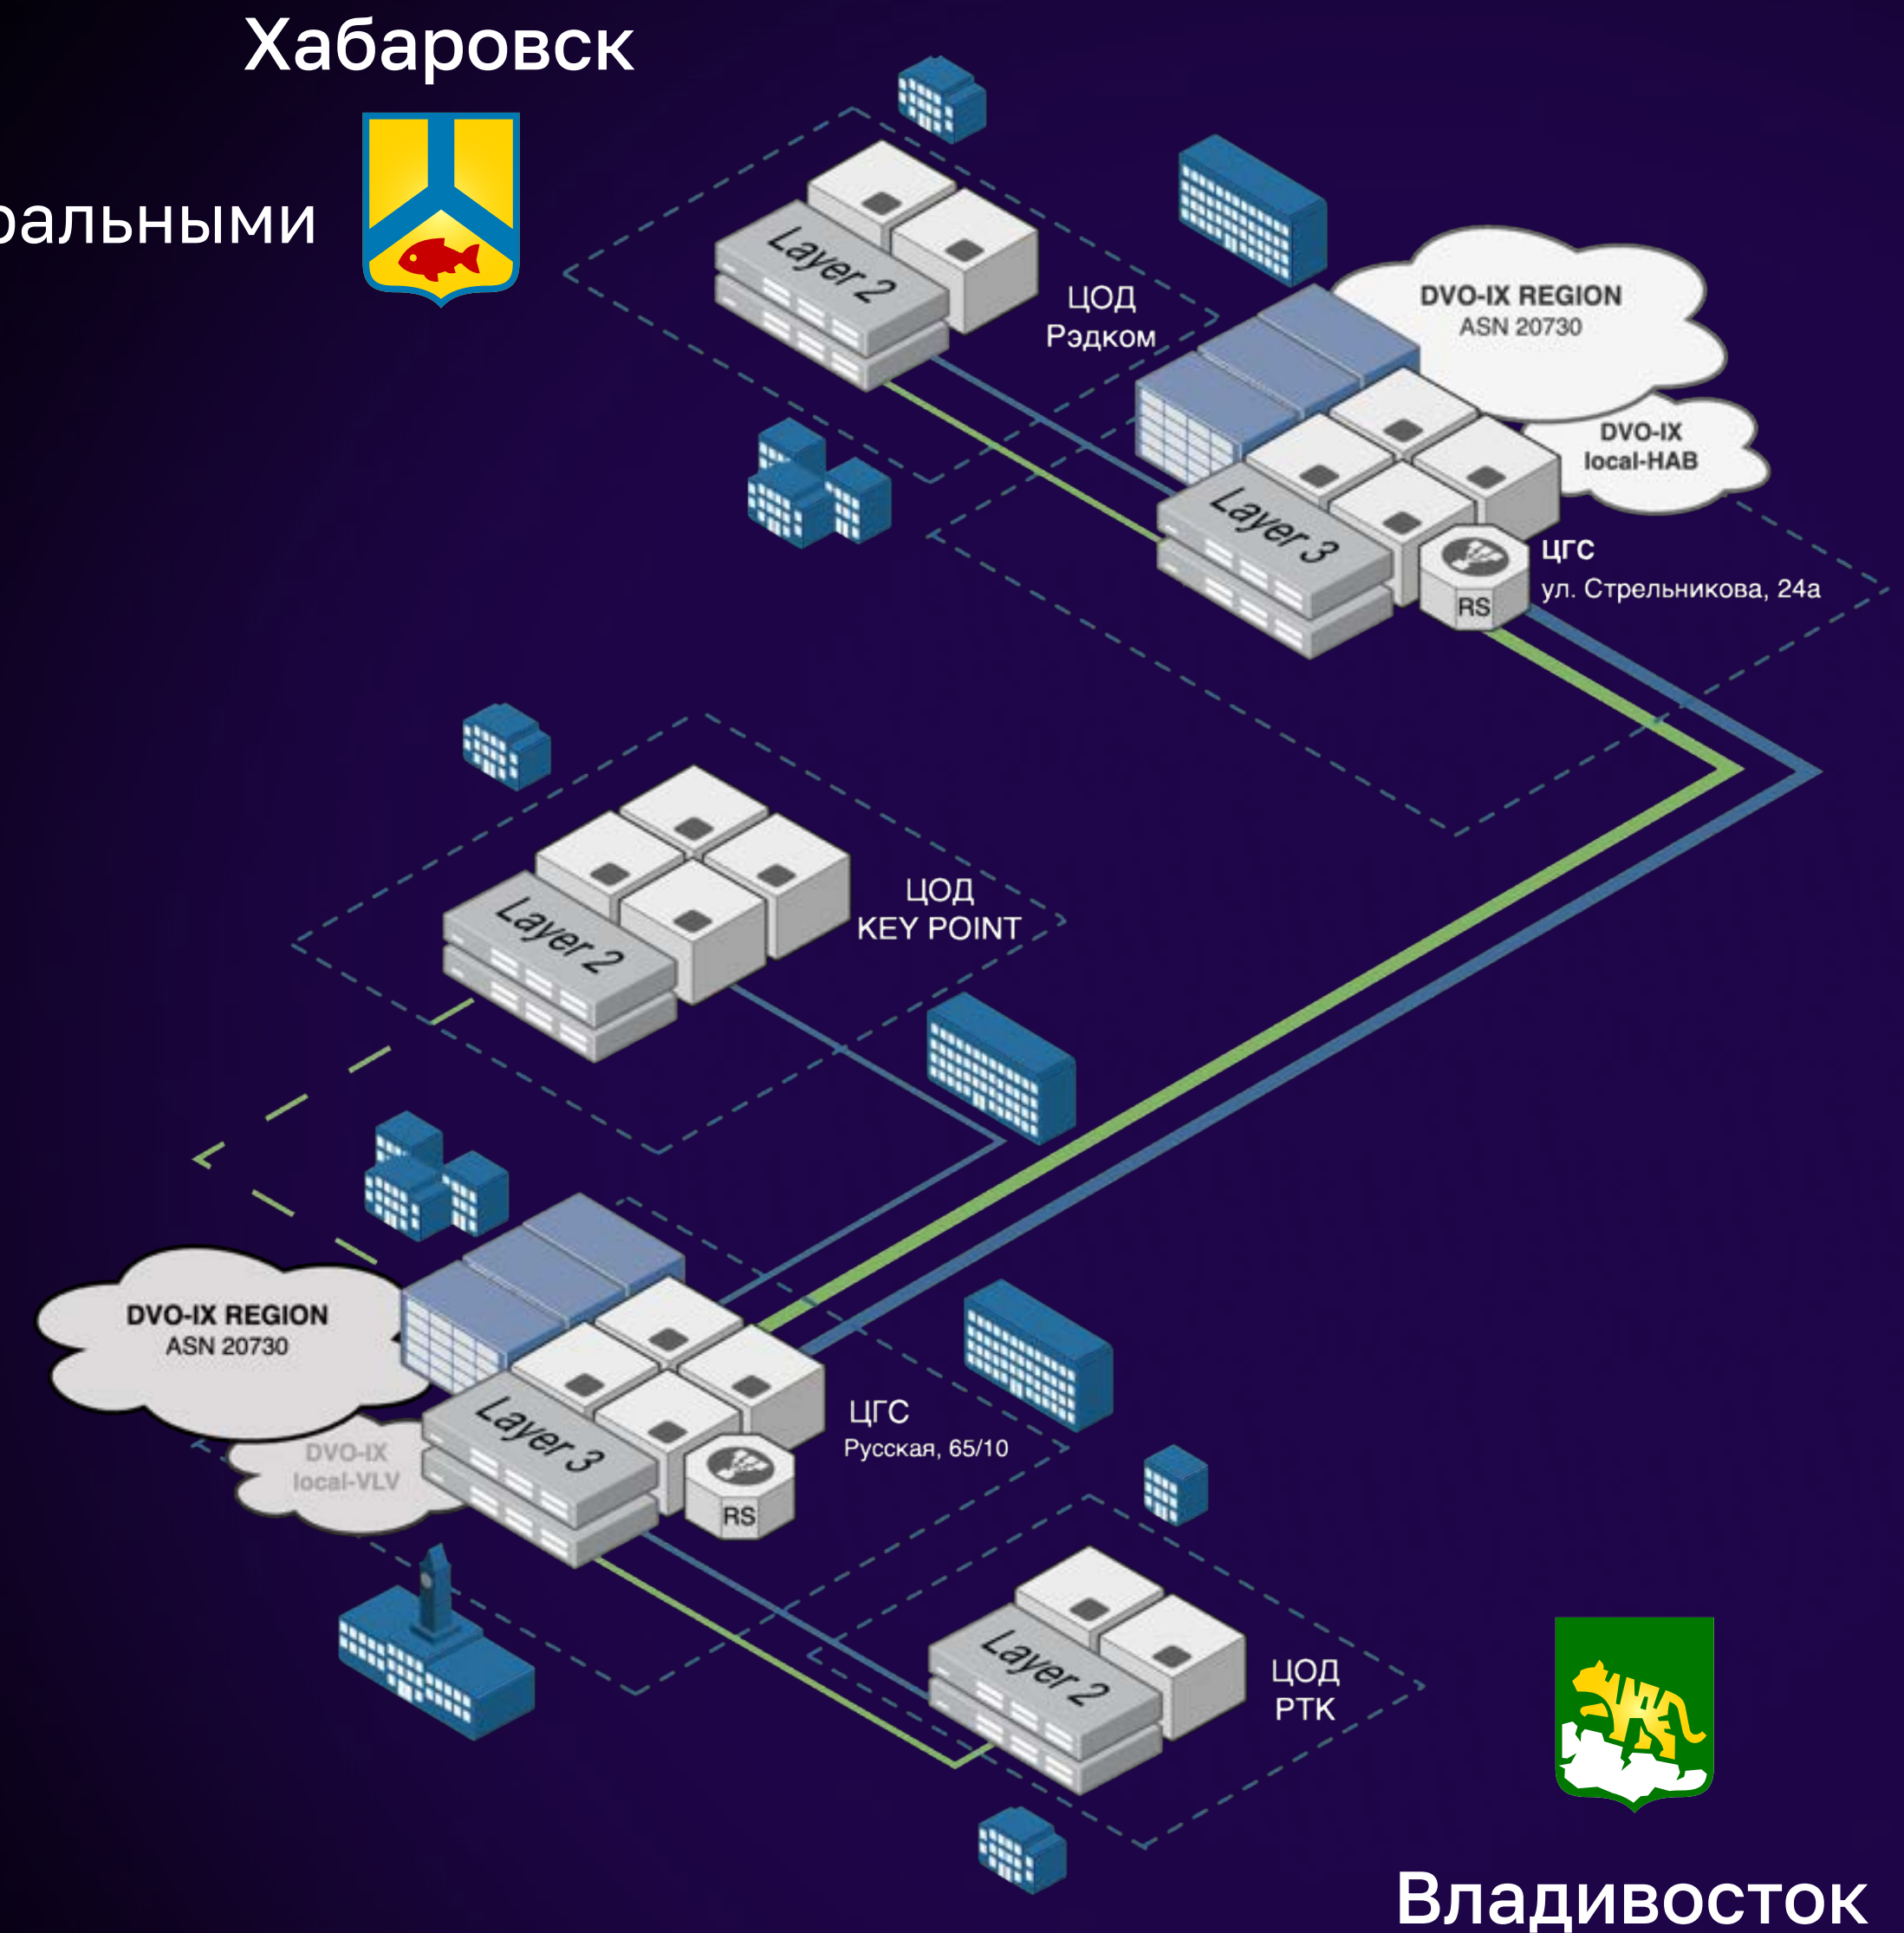 Хабаровск
ральными
Layer 2
ЦОД
Рэдком
DVO-IX REGION
ASN 20730
DVO-IX
local-HAB
Layer 3
RS
ЦГС
ул. Стрельникова, 24а
Layer 2
ЦОД
KEY POINT
DVO-IX REGION
ASN 20730
DVO-IX
local-VLV
Layer 3
RS
ЦГС
Русская, 65/10
Layer 2
ЦОД
РТК
Владивосток